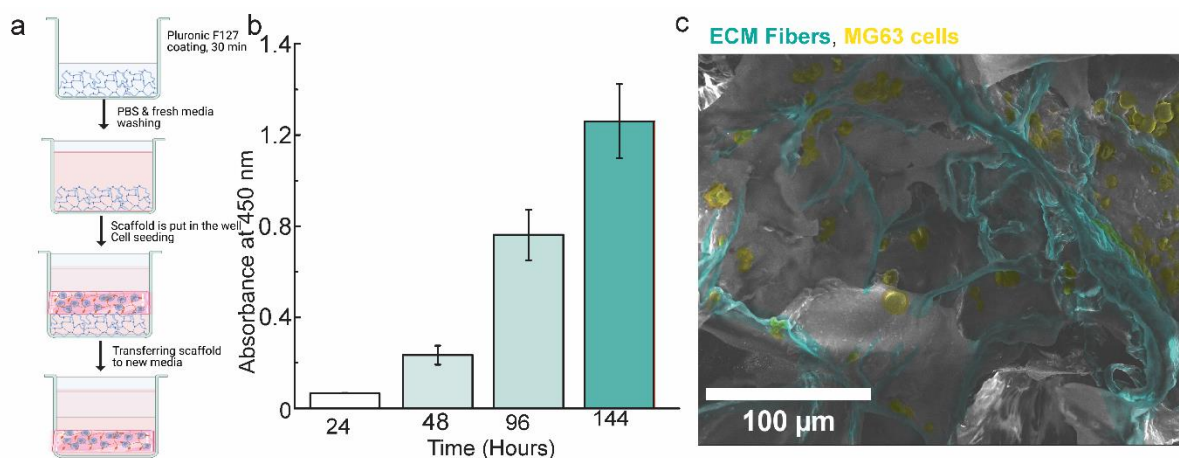 a
Pluronic F127
coating, 30 min
PBS & fresh media
washing
Scaffold is put in the well
Cell seeding
Transferring scaffold
to new media
b
Absorbance at 450 nm
1.4
1.2
0.8
0.4
0
24
48
96
144
Time (Hours)
c
ECM Fibers, MG63 cells
100 µm